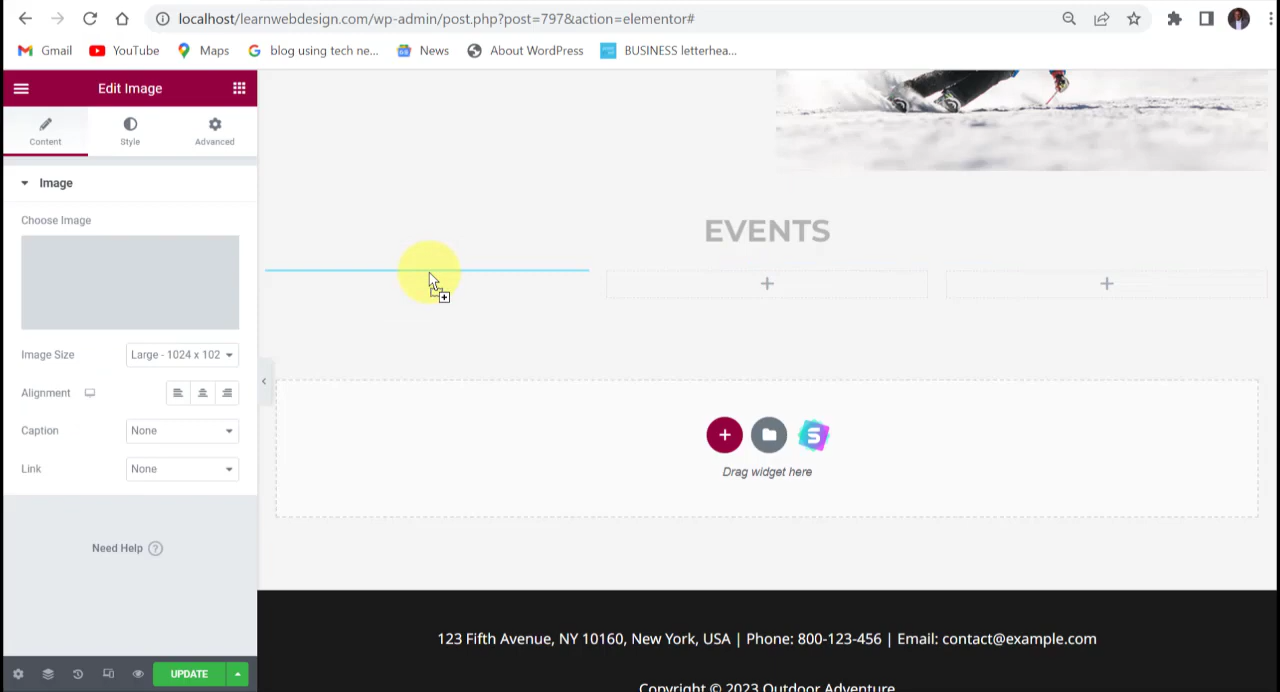 localhost/learnwebdesign.com/wp-admin/post.php?post=797&action=elementor#
Gmail YouTube Maps blog using tech ne... News About WordPress BUSINESS letterhea...
Edit Image
Content Style Advanced
Image
Choose Image
Image Size Large - 1024 x 102
Alignment
Caption None
Link None
Need Help ?
UPDATE
EVENTS
S
Drag widget here
123 Fifth Avenue, NY 10160, New York, USA | Phone: 800-123-456 | Email: contact@example.com
Copyright © 2023 Outdoor Adventure